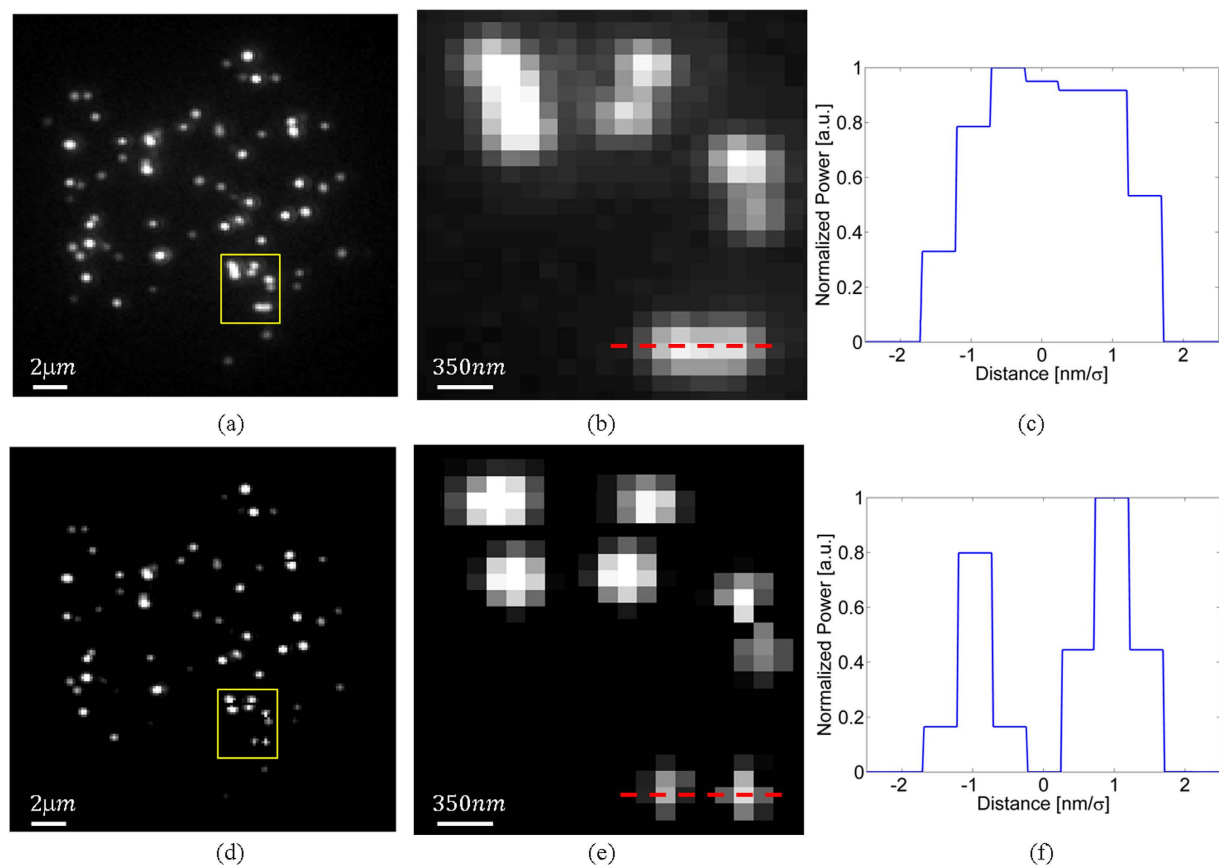 2μm
350nm
Normalized Power [a.u.]
1
0.8
0.6
0.4
0.2
0
-2 -1 0 1 2
Distance [nm/σ]
(a) (b) (c)
2μm
350nm
Normalized Power [a.u.]
1
0.8
0.6
0.4
0.2
0
-2 -1 0 1 2
Distance [nm/σ]
(d) (e) (f)